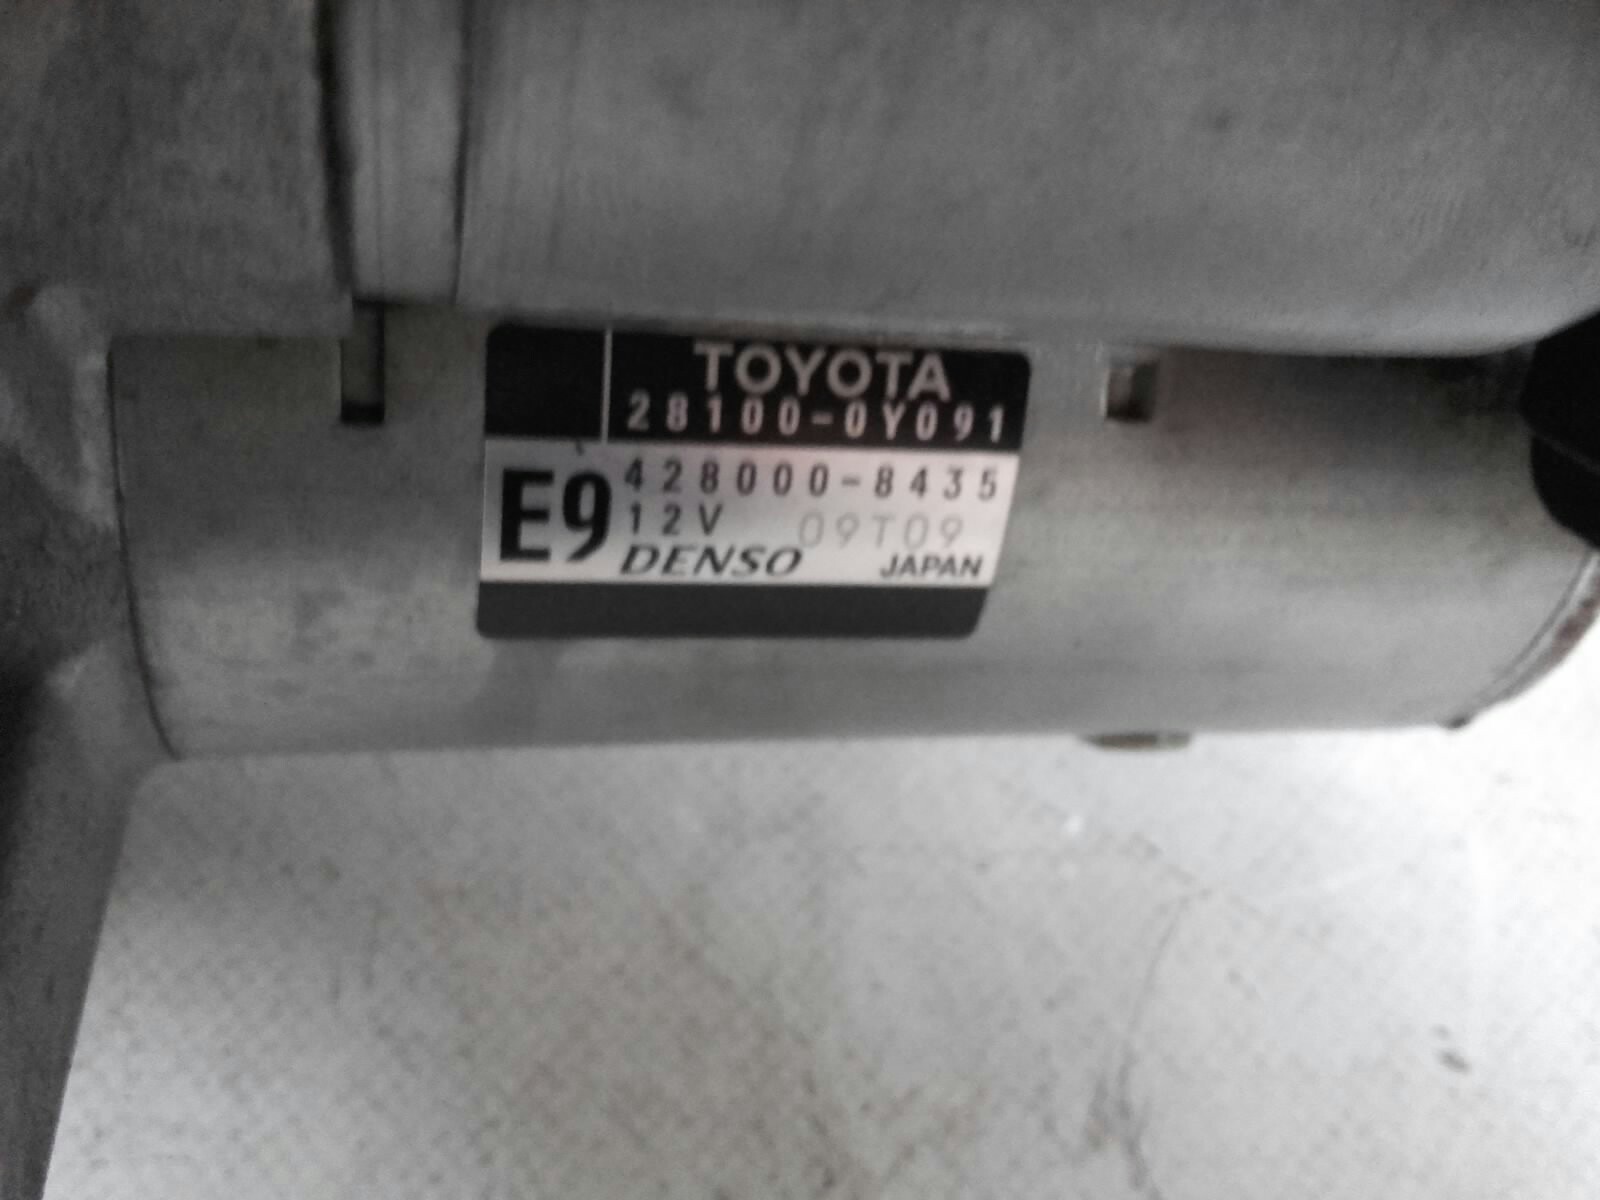 TOYOTA
28100-0Y091
E9
428000-8435
12V 09T09
DENSO JAPAN